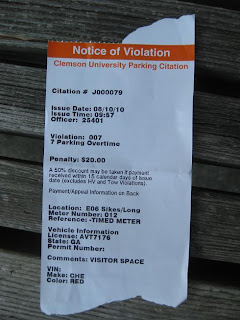 Notice of Violation
Clemson University Parking Citation
Citation # J000079
Issue Date: 08/10/10
Issue Time: 09:57
Officer: 25401
Violation: 007
7 Parking Overtime
Penalty: $20.00
A 50% discount may be taken if payment
received within 15 calendar days of issue
date (excludes HV and Tow Violations).
Payment/Appeal Information on Back
Location: E06 Sikes/Long
Meter Number: 012
Reference: -TIMED METER
Vehicle Information
License: AVT7176
State: GA
Permit Number:
Comments: VISITOR SPACE
VIN:
Make: CHE
Color: RED